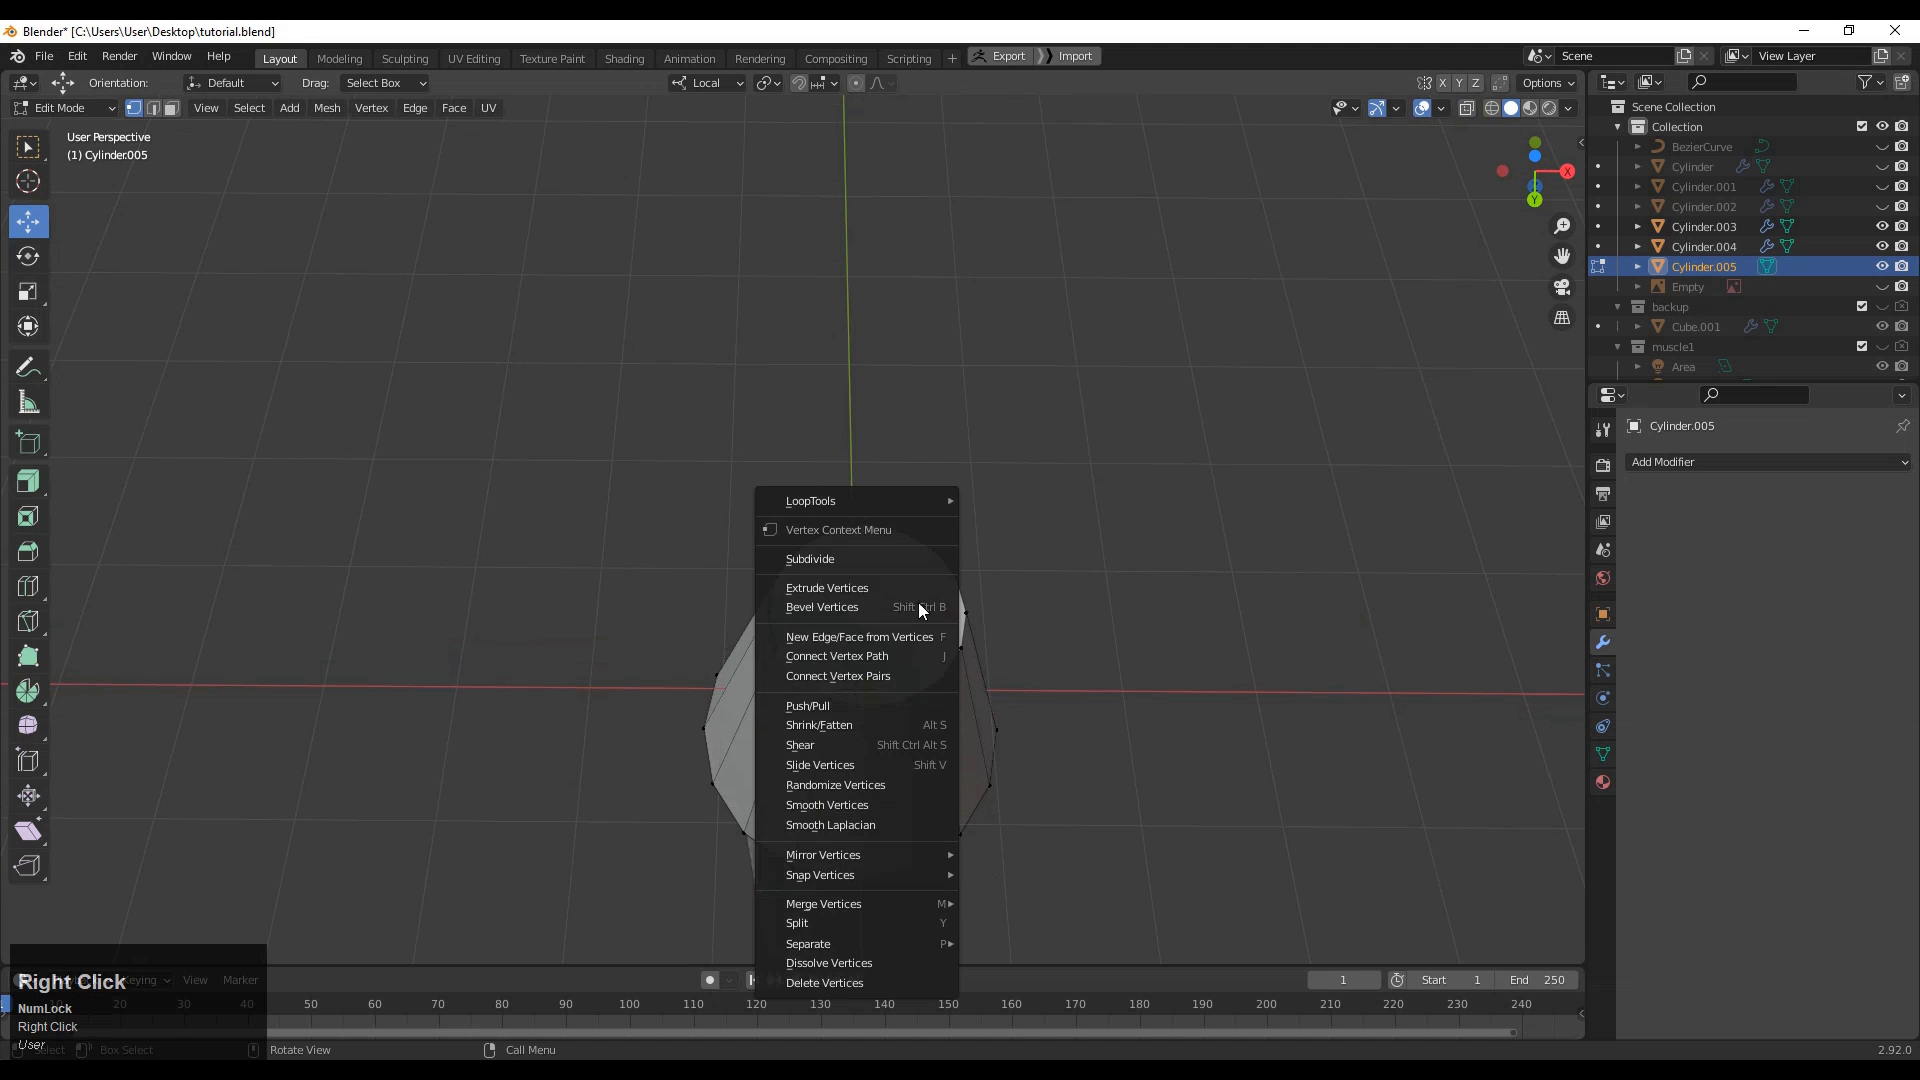 Blender* [C:\Users\User\Desktop\tutorial.blend]
File Edit Render Window Help Layout Modeling Sculpting UV Editing Texture Paint Shading Animation Rendering Compositing Scripting + Export Import Scene View Layer
Orientation: Default Drag: Select Box Local X Y Z Options
Edit Mode View Select Add Mesh Vertex Edge Face UV
User Perspective
(1) Cylinder.005
X
Y
Scene Collection
Collection
BezierCurve
Cylinder
Cylinder.001
Cylinder.002
Cylinder.003
Cylinder.004
Cylinder.005
Empty
backup
Cube.001
muscle1
Area
Cylinder.005
Add Modifier
LoopTools
Vertex Context Menu
Subdivide
Extrude Vertices
Bevel Vertices Shift Ctrl B
New Edge/Face from Vertices F
Connect Vertex Path J
Connect Vertex Pairs
Push/Pull
Shrink/Fatten Alt S
Shear Shift Ctrl Alt S
Slide Vertices Shift V
Randomize Vertices
Smooth Vertices
Smooth Laplacian
Mirror Vertices
Snap Vertices
Merge Vertices M
Split Y
Separate P
Dissolve Vertices
Delete Vertices
Right Click
Keying View Marker 1 Start 1 End 250
10 20 30 40 50 60 70 80 90 100 110 120 130 140 150 160 170 180 190 200 210 220 230 240
NumLock
Right Click
User
Select Box Select Rotate View Call Menu 2.92.0